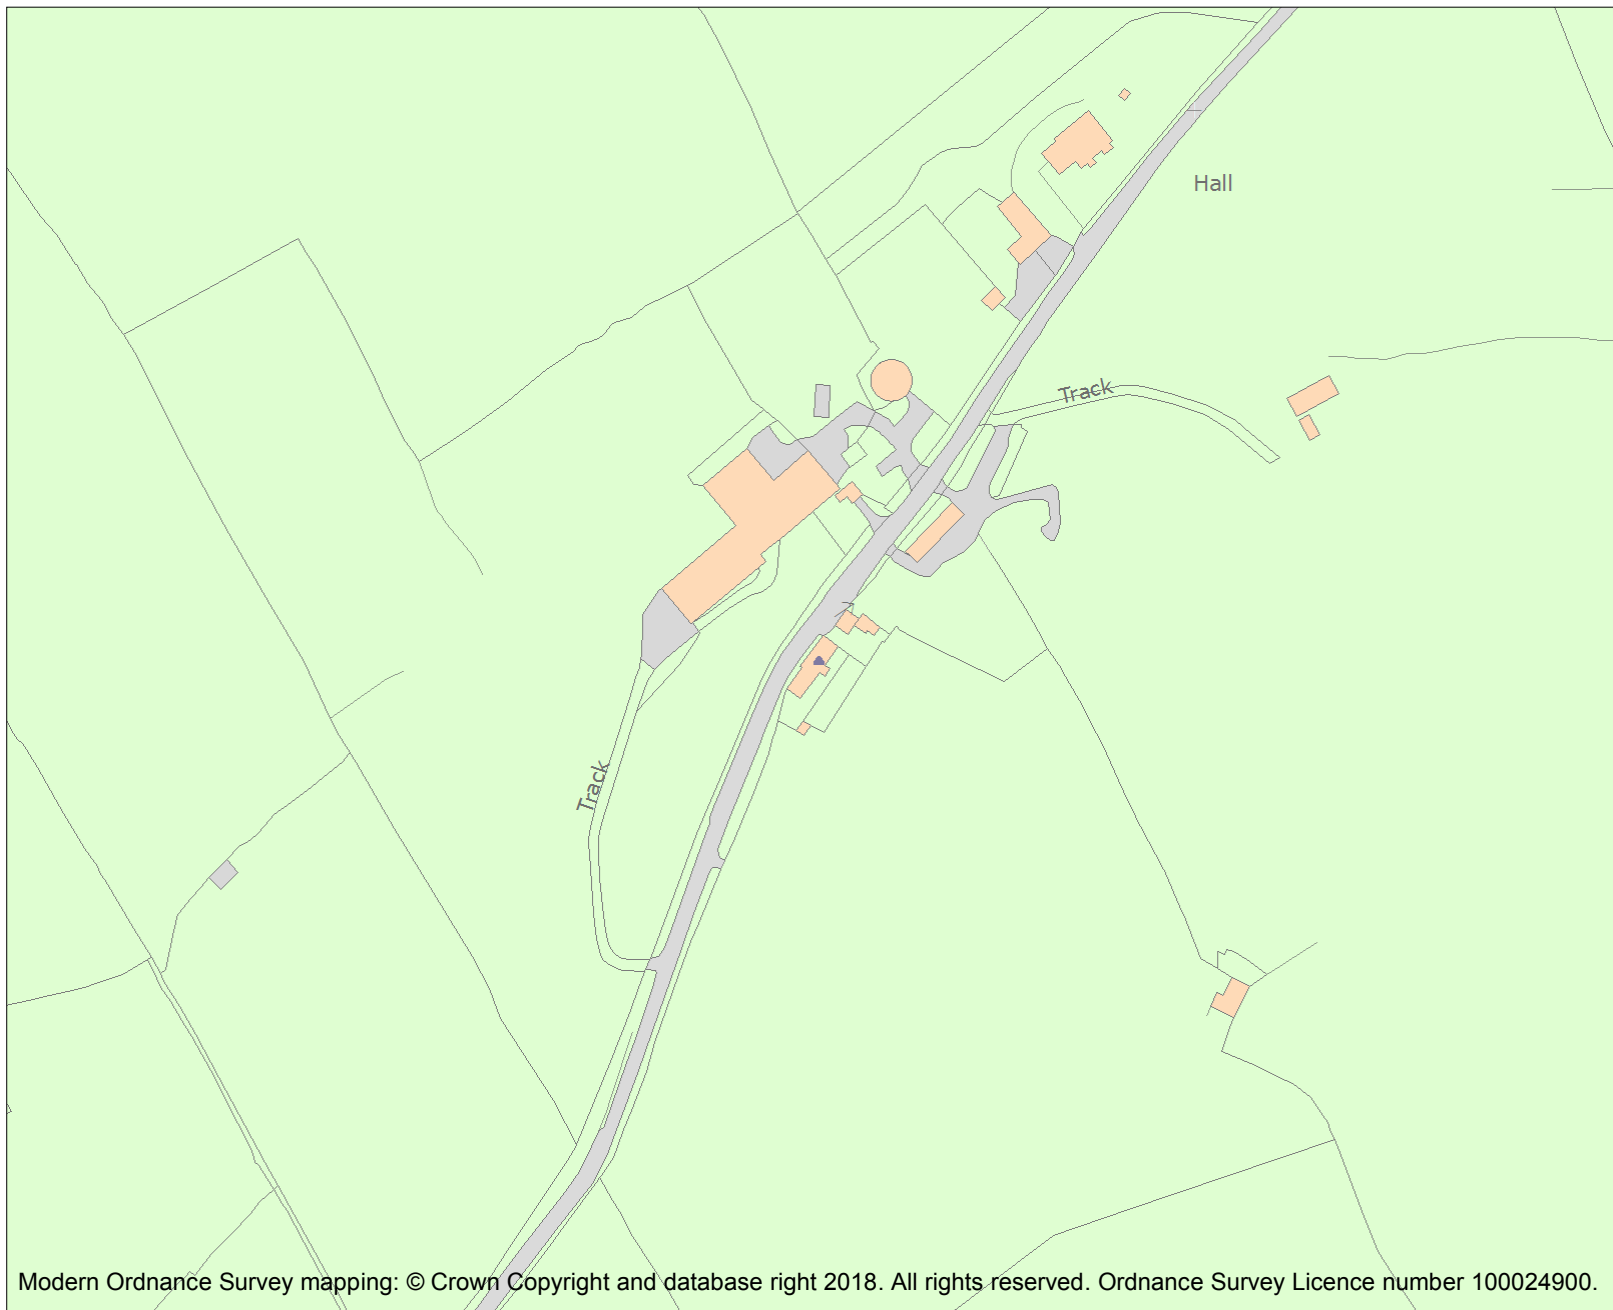 Hall
Track
Track
Modern Ordnance Survey mapping: © Crown Copyright and database right 2018. All rights reserved. Ordnance Survey Licence number 100024900.